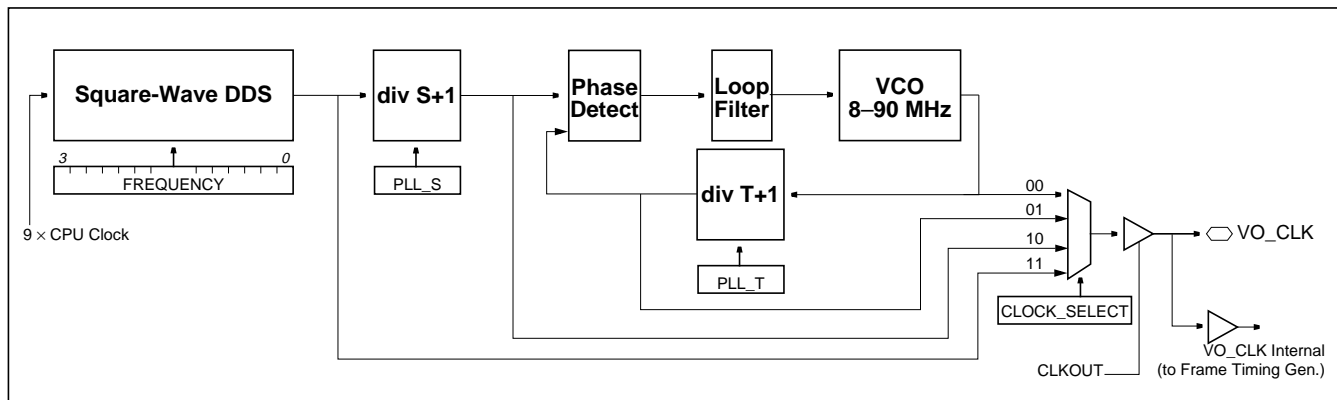 Square-Wave DDS
3 0
FREQUENCY
9 × CPU Clock
div S+1
PLL_S
Phase
Detect
Loop
Filter
VCO
8–90 MHz
div T+1
PLL_T
00
01
10
11
CLOCK_SELECT
VO_CLK
CLKOUT
VO_CLK Internal
(to Frame Timing Gen.)